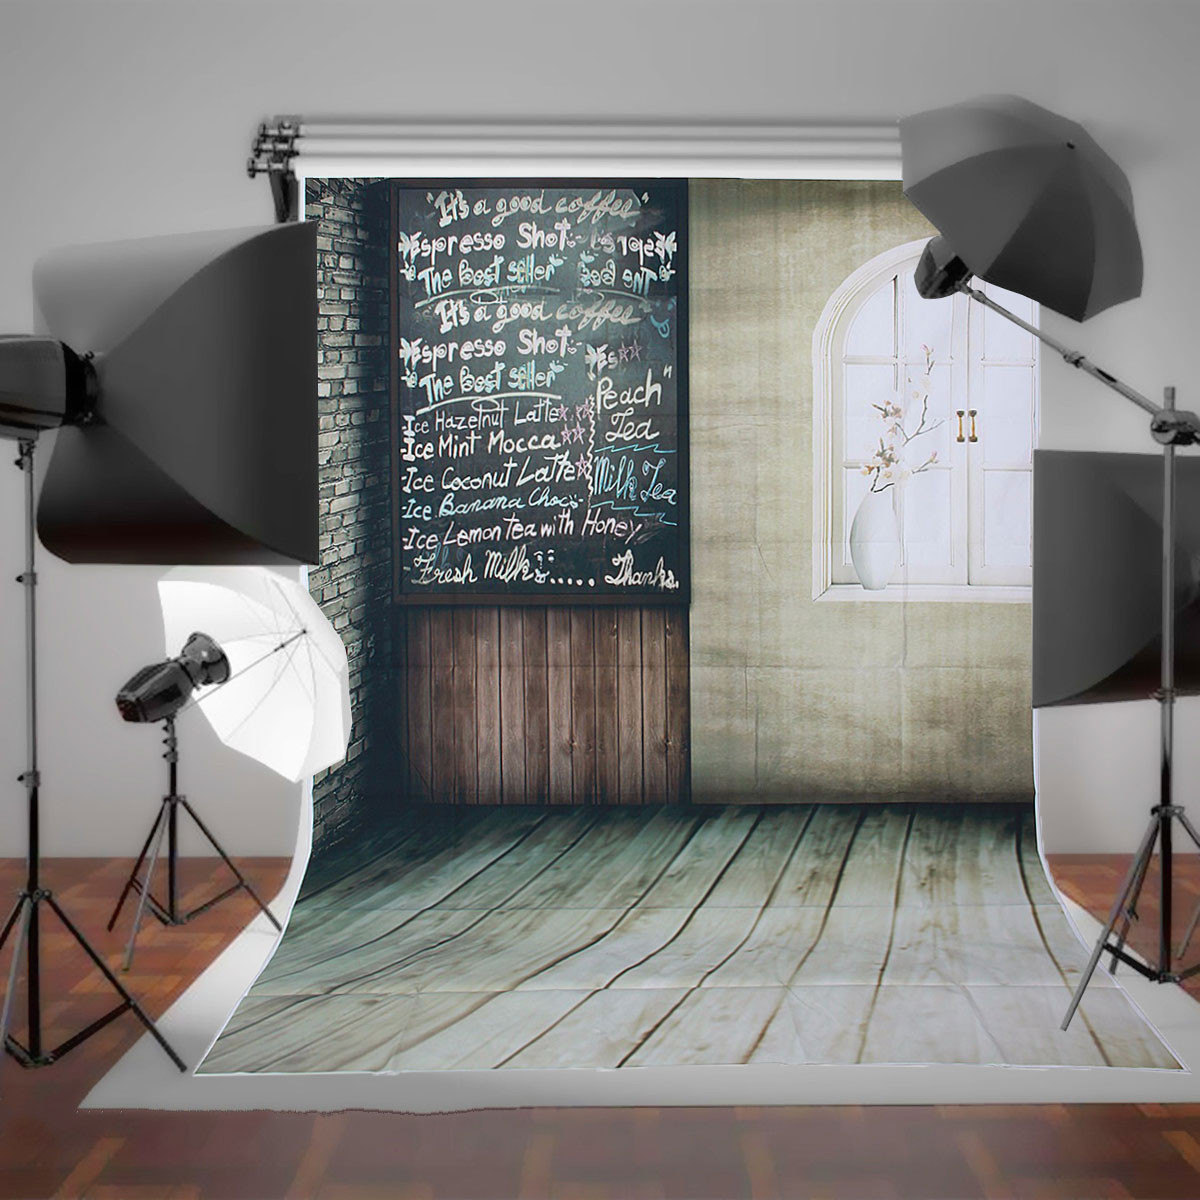 "It's a good coffee"
Espresso Shot
The Best seller
It's a good coffee
Espresso Shot
The Best seller
Es
Peach"
Tea
Milk Tea
Ice Hazelnut Latte
-Ice Mint Mocca
-Ice Coconut Latte
-Ice Banana Choc
-Ice Lemon tea with Honey
Fresh Milk..... Thanks.